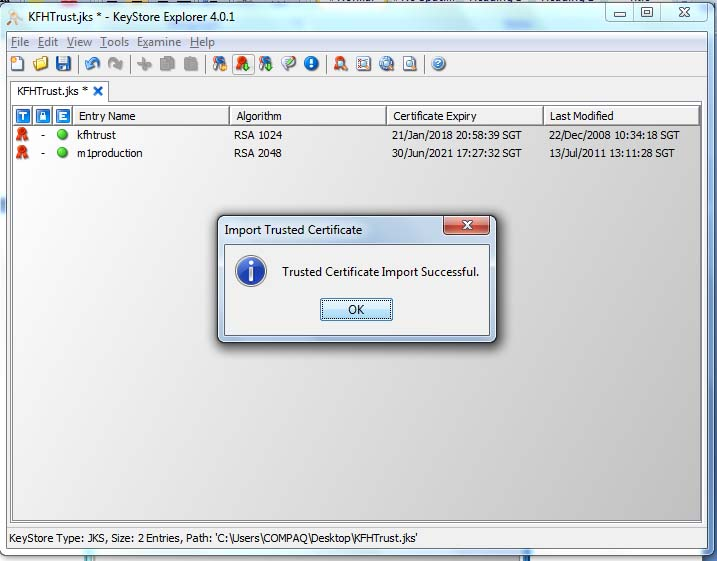 KFHTrust.jks * - KeyStore Explorer 4.0.1
File Edit View Tools Examine Help
KFHTrust.jks *
T E Entry Name Algorithm Certificate Expiry Last Modified
- kfhtrust RSA 1024 21/Jan/2018 20:58:39 SGT 22/Dec/2008 10:34:18 SGT
- m1production RSA 2048 30/Jun/2021 17:27:32 SGT 13/Jul/2011 13:11:28 SGT
Import Trusted Certificate
Trusted Certificate Import Successful.
OK
KeyStore Type: JKS, Size: 2 Entries, Path: 'C:\Users\COMPAQ\Desktop\KFHTrust.jks'